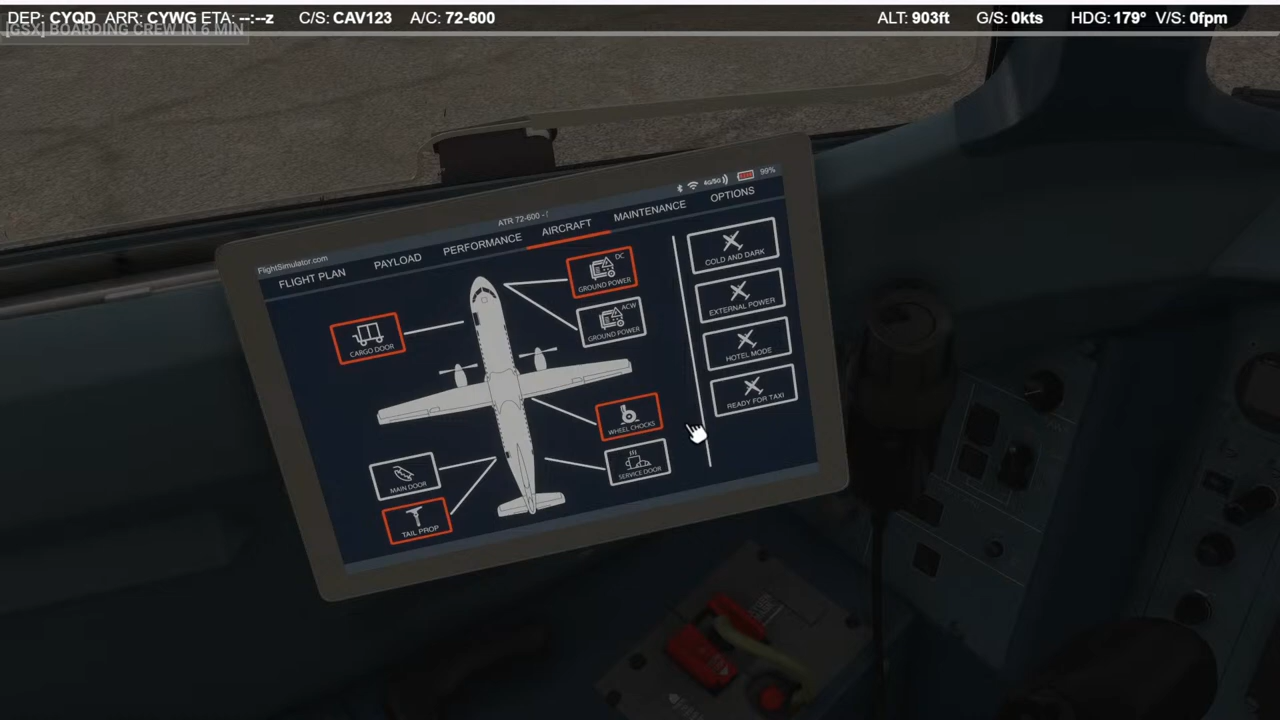 DEP: CYQD ARR: CYWG ETA: --:--z C/S: CAV123 A/C: 72-600 ALT: 903ft G/S: 0kts HDG: 179° V/S: 0fpm
[GSX] BOARDING CREW IN 6 MIN
4G/5G 99%
ATR 72-600 -
FlightSimulator.com
FLIGHT PLAN PAYLOAD PERFORMANCE AIRCRAFT MAINTENANCE OPTIONS
DC
GROUND POWER
ACW
GROUND POWER
CARGO DOOR
WHEEL CHOCKS
SERVICE DOOR
MAIN DOOR
TAIL PROP
COLD AND DARK
EXTERNAL POWER
HOTEL MODE
READY FOR TAXI